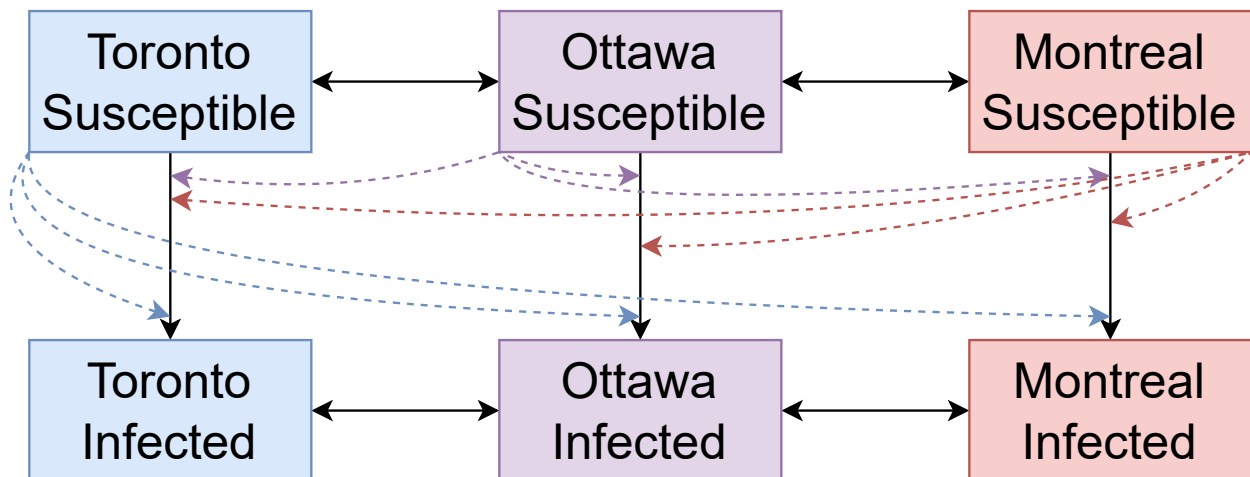 Toronto
Susceptible
Ottawa
Susceptible
Montreal
Susceptible
Toronto
Infected
Ottawa
Infected
Montreal
Infected